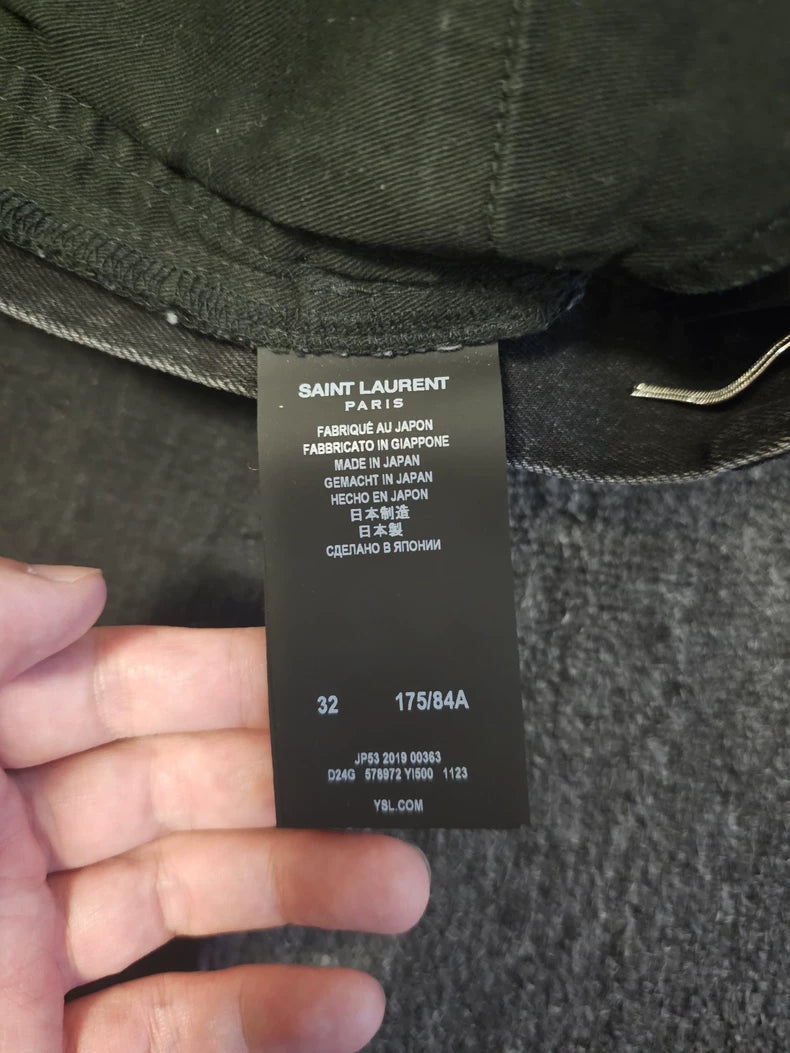 SAINT LAURENT
PARIS
FABRIQUÉ AU JAPON
FABBRICATO IN GIAPPONE
MADE IN JAPAN
GEMACHT IN JAPAN
HECHO EN JAPON
日本制造
日本製
СДЕЛАНО В ЯПОНИИ
32 175/84A
JP53 2019 00363
D24G 578972 YI500 1123
YSL.COM